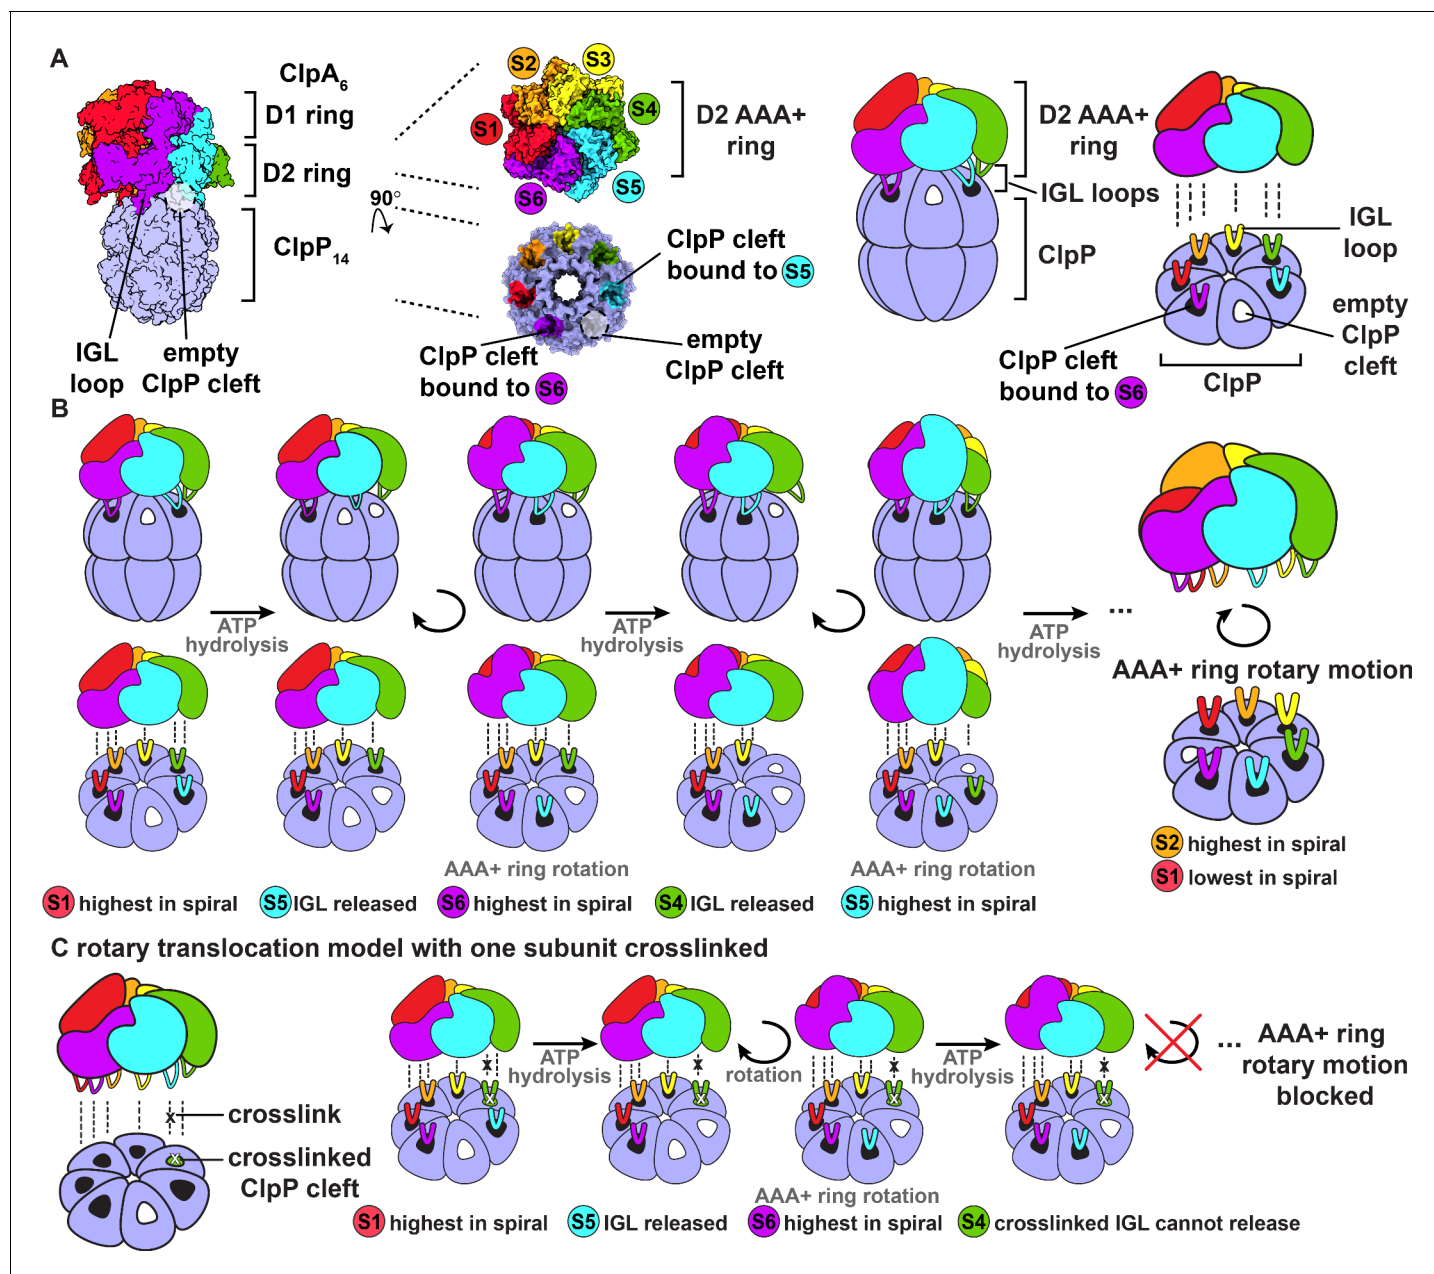 A
ClpA6
D1 ring
D2 ring
ClpP14
IGL
loop
empty
ClpP cleft
90°
S1
S2
S3
S4
S5
S6
D2 AAA+
ring
ClpP cleft
bound to S5
ClpP cleft
bound to S6
empty
ClpP cleft
D2 AAA+
ring
IGL loops
ClpP
IGL
loop
empty
ClpP
cleft
ClpP cleft
bound to S6
ClpP
B
ATP
hydrolysis
ATP
hydrolysis
ATP
hydrolysis
...
AAA+ ring rotary motion
AAA+ ring rotation
AAA+ ring rotation
S1 highest in spiral
S5 IGL released
S6 highest in spiral
S4 IGL released
S5 highest in spiral
S2 highest in spiral
S1 lowest in spiral
C rotary translocation model with one subunit crosslinked
x
crosslink
X
crosslinked
ClpP cleft
ATP
hydrolysis
rotation
ATP
hydrolysis
x
X
x
X
x
X
x
X
... AAA+ ring
rotary motion
blocked
AAA+ ring rotation
S1 highest in spiral
S5 IGL released
S6 highest in spiral
S4 crosslinked IGL cannot release